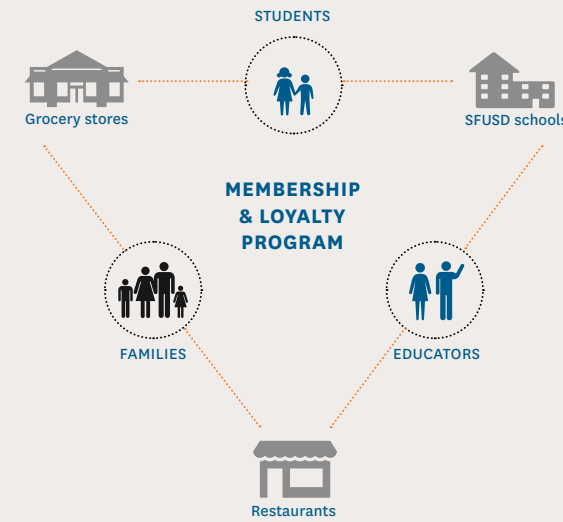 STUDENTS
Grocery stores
SFUSD schools
MEMBERSHIP
& LOYALTY
PROGRAM
FAMILIES
EDUCATORS
Restaurants